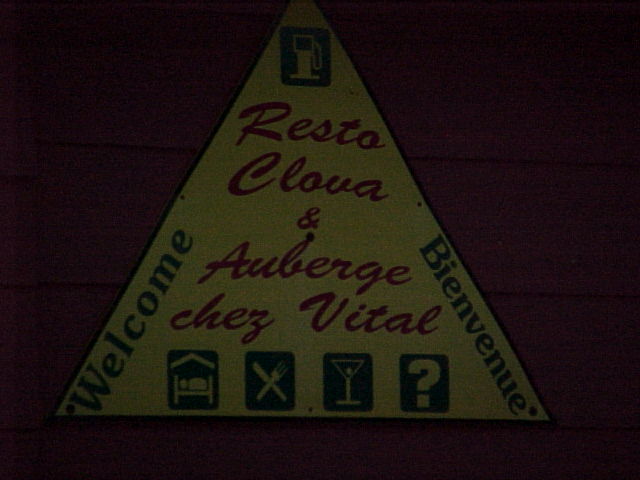 Resto
Clova
&
Auberge
chez Vital
•Welcome
Bienvenue•
?